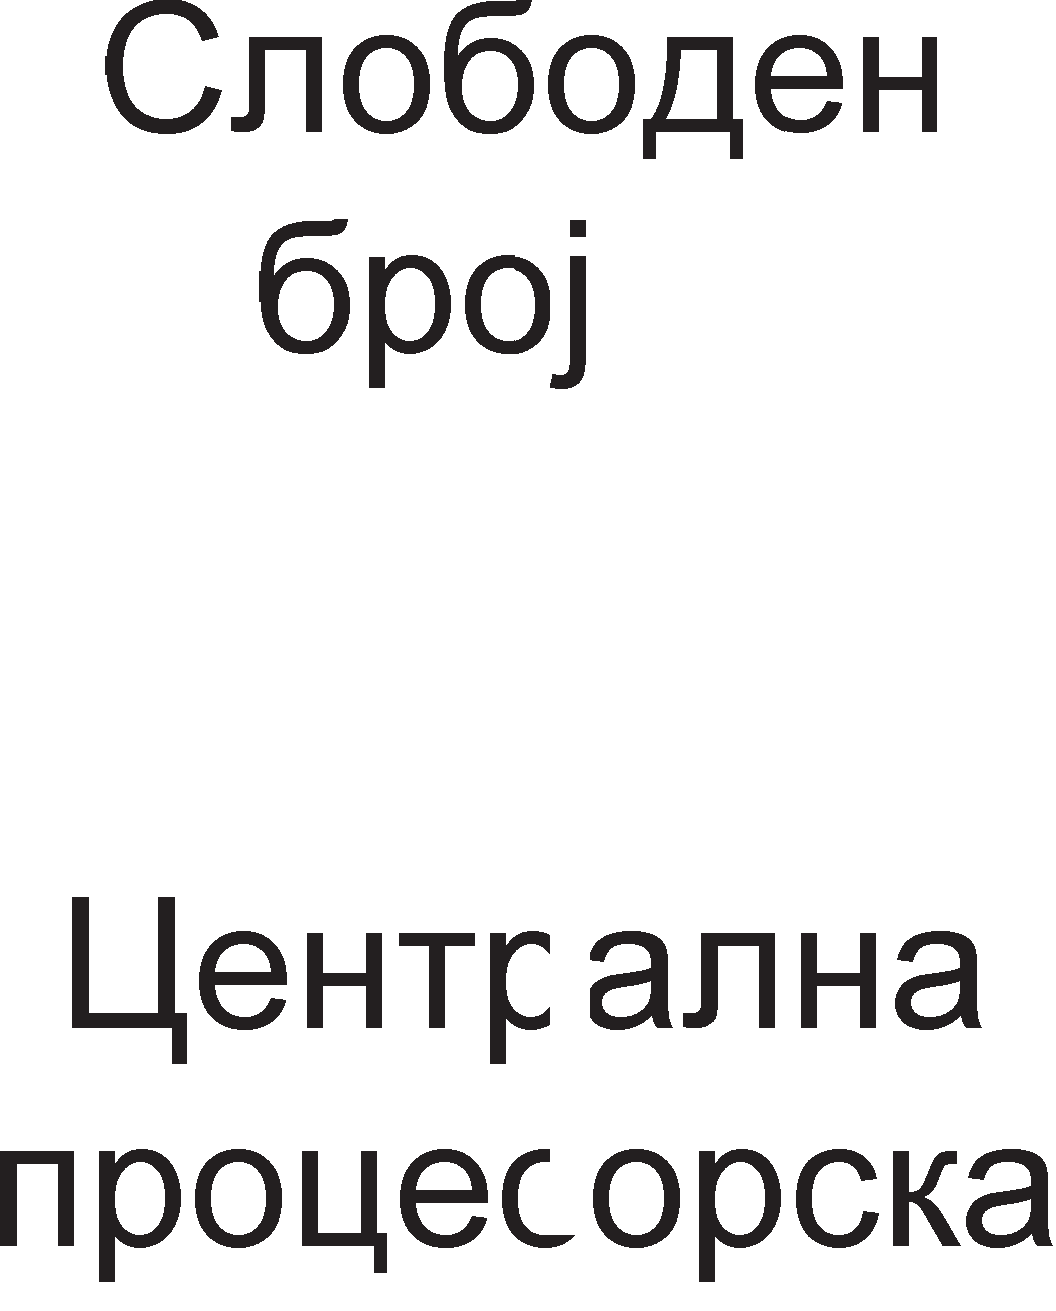 Слободен
број
Централна
процесорска